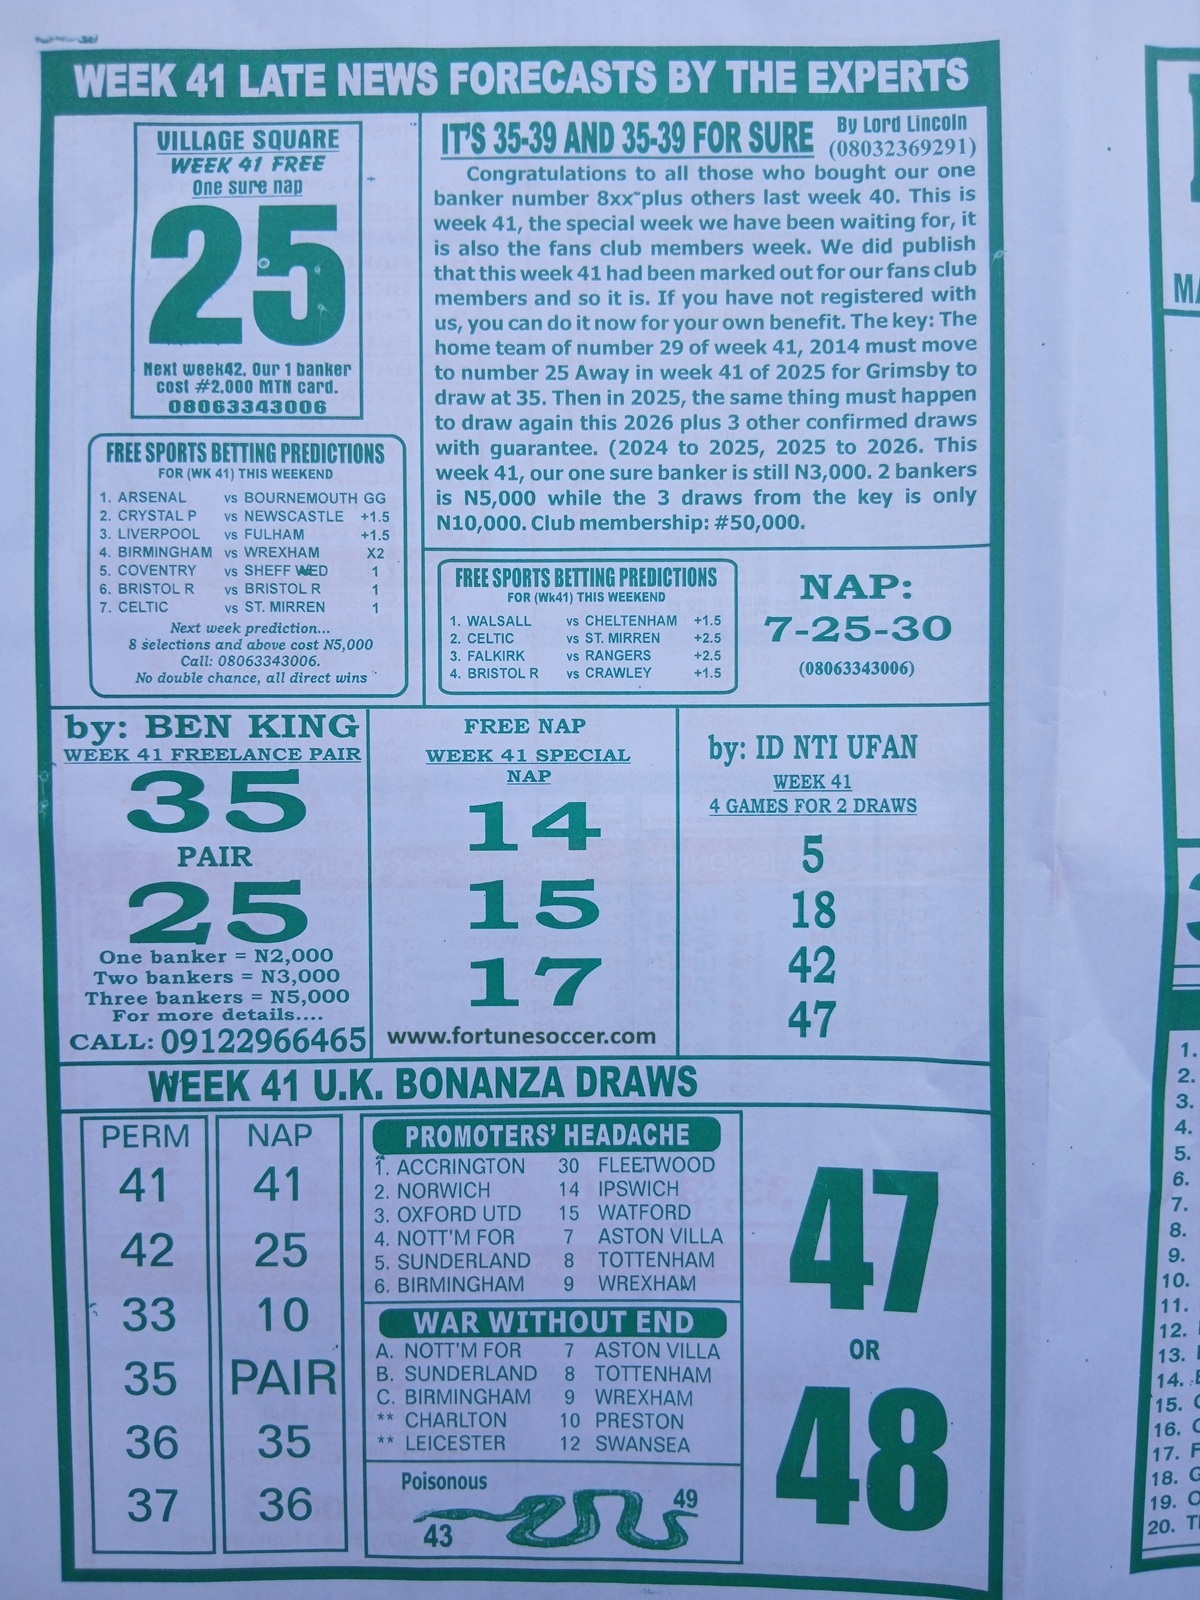 WEEK 41 LATE NEWS FORECASTS BY THE EXPERTS
VILLAGE SQUARE
WEEK 41 FREE
One sure nap
25
Next week42, Our 1 banker
cost #2,000 MTN card.
08063343006
FREE SPORTS BETTING PREDICTIONS
FOR (WK 41) THIS WEEKEND
1. ARSENAL vs BOURNEMOUTH GG
2. CRYSTAL P vs NEWSCASTLE +1.5
3. LIVERPOOL vs FULHAM +1.5
4. BIRMINGHAM vs WREXHAM X2
5. COVENTRY vs SHEFF WED 1
6. BRISTOL R vs BRISTOL R 1
7. CELTIC vs ST. MIRREN 1
Next week prediction...
8 selections and above cost N5,000
Call: 08063343006.
No double chance, all direct wins
IT'S 35-39 AND 35-39 FOR SURE
By Lord Lincoln
(08032369291)
Congratulations to all those who bought our one
banker number 8xx plus others last week 40. This is
week 41, the special week we have been waiting for, it
is also the fans club members week. We did publish
that this week 41 had been marked out for our fans club
members and so it is. If you have not registered with
us, you can do it now for your own benefit. The key: The
home team of number 29 of week 41, 2014 must move
to number 25 Away in week 41 of 2025 for Grimsby to
draw at 35. Then in 2025, the same thing must happen
to draw again this 2026 plus 3 other confirmed draws
with guarantee. (2024 to 2025, 2025 to 2026. This
week 41, our one sure banker is still N3,000. 2 bankers
is N5,000 while the 3 draws from the key is only
N10,000. Club membership: #50,000.
FREE SPORTS BETTING PREDICTIONS
FOR (Wk41) THIS WEEKEND
1. WALSALL vs CHELTENHAM +1.5
2. CELTIC vs ST. MIRREN +2.5
3. FALKIRK vs RANGERS +2.5
4. BRISTOL R vs CRAWLEY +1.5
NAP:
7-25-30
(08063343006)
by: BEN KING
WEEK 41 FREELANCE PAIR
35
PAIR
25
One banker = N2,000
Two bankers = N3,000
Three bankers = N5,000
For more details....
CALL: 09122966465
FREE NAP
WEEK 41 SPECIAL
NAP
14
15
17
www.fortunesoccer.com
by: ID NTI UFAN
WEEK 41
4 GAMES FOR 2 DRAWS
5
18
42
47
WEEK 41 U.K. BONANZA DRAWS
PERM
41
42
33
35
36
37
NAP
41
25
10
PAIR
35
36
PROMOTERS' HEADACHE
1. ACCRINGTON 30 FLEETWOOD
2. NORWICH 14 IPSWICH
3. OXFORD UTD 15 WATFORD
4. NOTT'M FOR 7 ASTON VILLA
5. SUNDERLAND 8 TOTTENHAM
6. BIRMINGHAM 9 WREXHAM
WAR WITHOUT END
A. NOTT'M FOR 7 ASTON VILLA
B. SUNDERLAND 8 TOTTENHAM
C. BIRMINGHAM 9 WREXHAM
** CHARLTON 10 PRESTON
** LEICESTER 12 SWANSEA
Poisonous
49
43
47
OR
48
MA
1.
2.
3.
4.
5.
6.
7.
8.
9.
10.
11.
12.
13.
14.
15.
16.
17.
18.
19.
20.